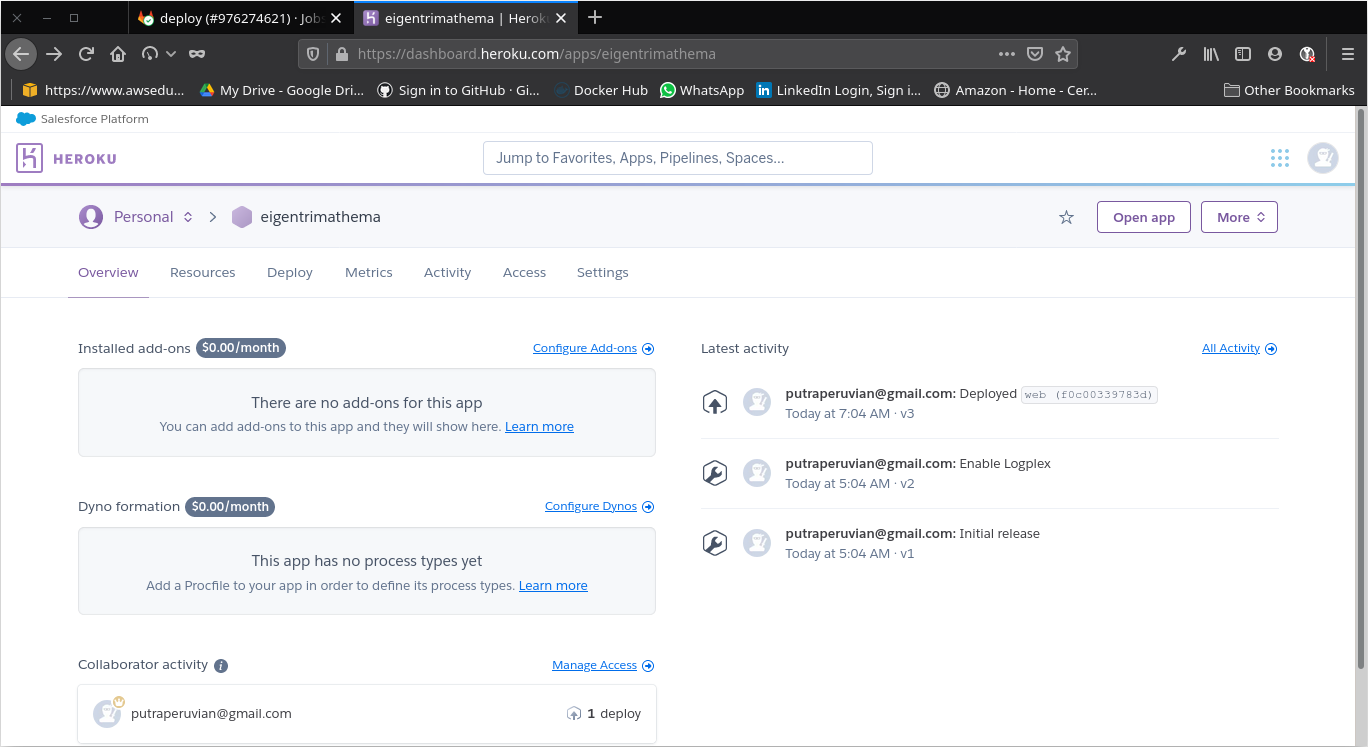 deploy (#976274621) · Job
eigentrimathema | Herok
https://dashboard.heroku.com/apps/eigentrimathema
https://www.awsedu...
My Drive - Google Dri...
Sign in to GitHub · Gi...
Docker Hub
WhatsApp
LinkedIn Login, Sign i...
Amazon - Home - Cer...
Other Bookmarks
Salesforce Platform
HEROKU
Jump to Favorites, Apps, Pipelines, Spaces...
Personal
eigentrimathema
Open app
More
Overview
Resources
Deploy
Metrics
Activity
Access
Settings
Installed add-ons $0.00/month
Configure Add-ons
There are no add-ons for this app
You can add add-ons to this app and they will show here. Learn more
Dyno formation $0.00/month
Configure Dynos
This app has no process types yet
Add a Procfile to your app in order to define its process types. Learn more
Collaborator activity
Manage Access
putraperuvian@gmail.com
1 deploy
Latest activity
All Activity
putraperuvian@gmail.com: Deployed web (f0c00339783d)
Today at 7:04 AM · v3
putraperuvian@gmail.com: Enable Logplex
Today at 5:04 AM · v2
putraperuvian@gmail.com: Initial release
Today at 5:04 AM · v1